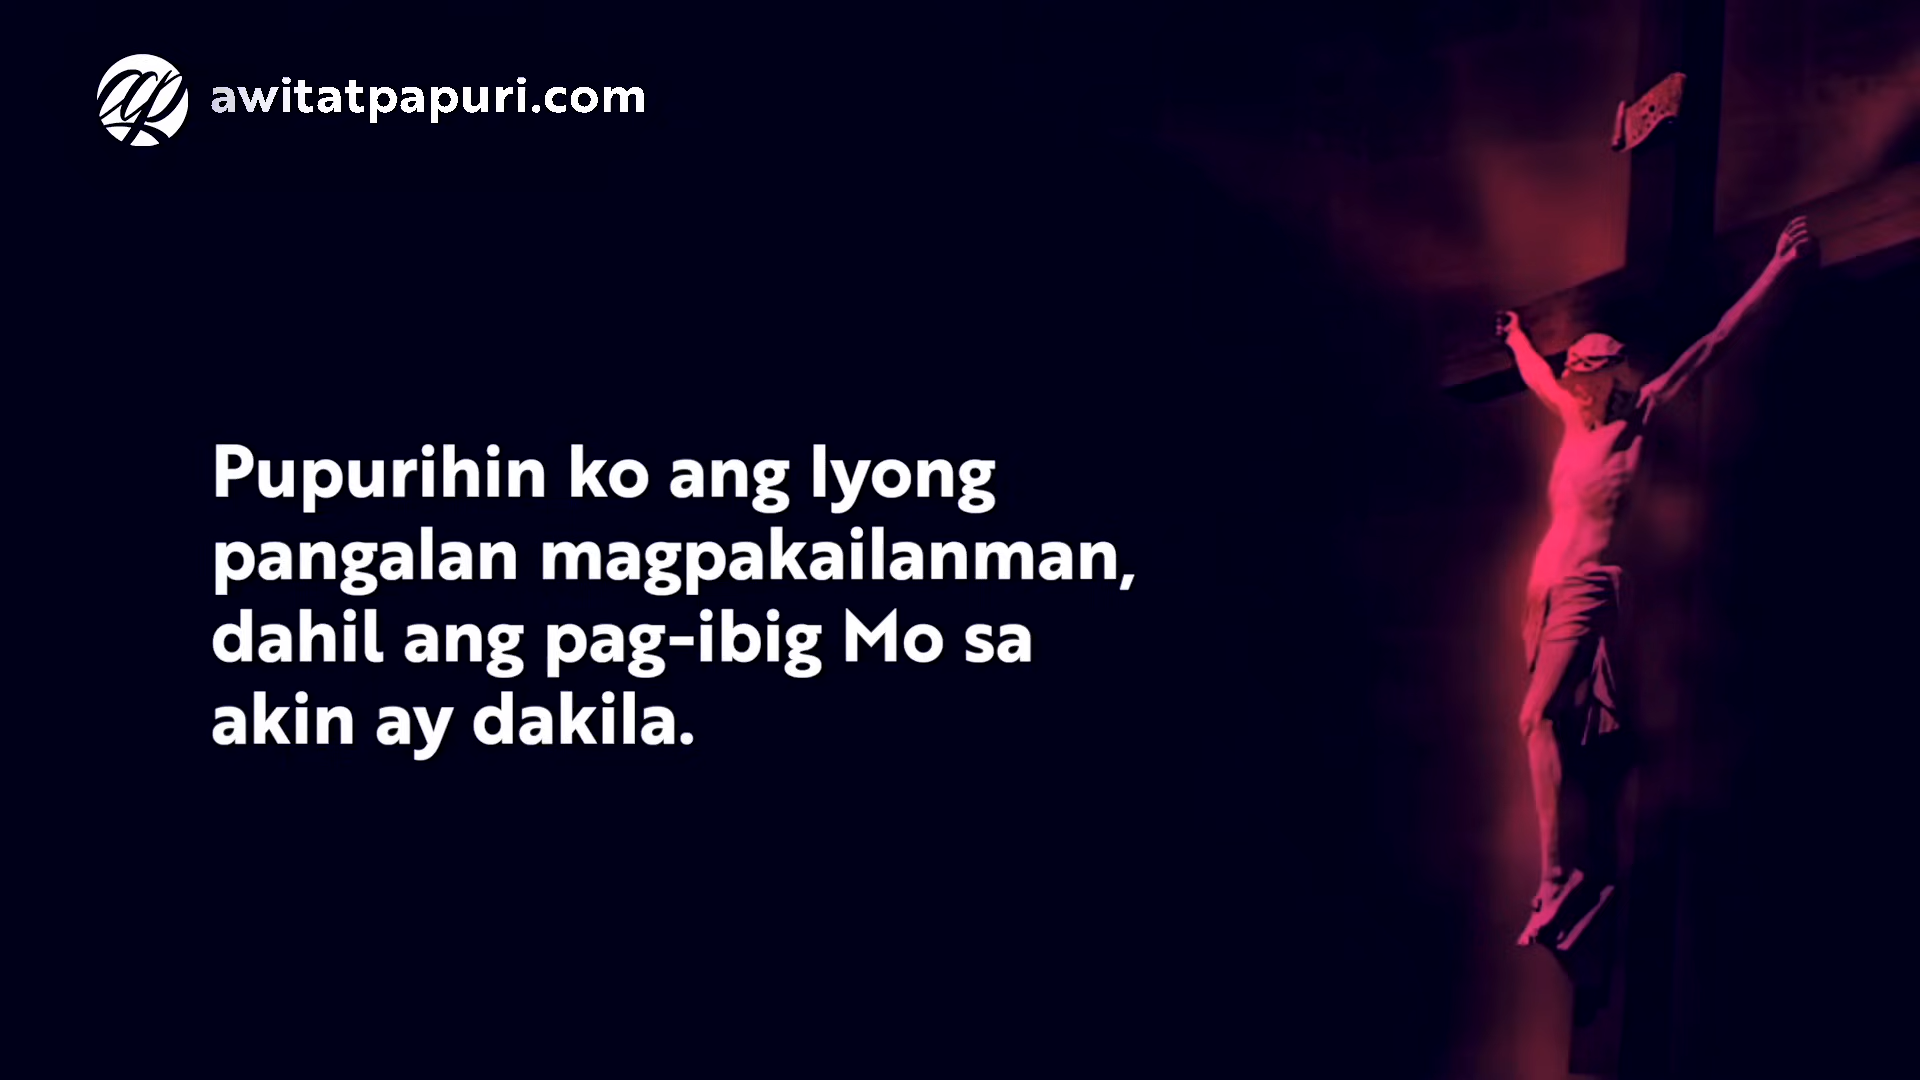 awitatpapuri.com
Pupurihin ko ang Iyong
pangalan magpakailanman,
dahil ang pag-ibig Mo sa
akin ay dakila.